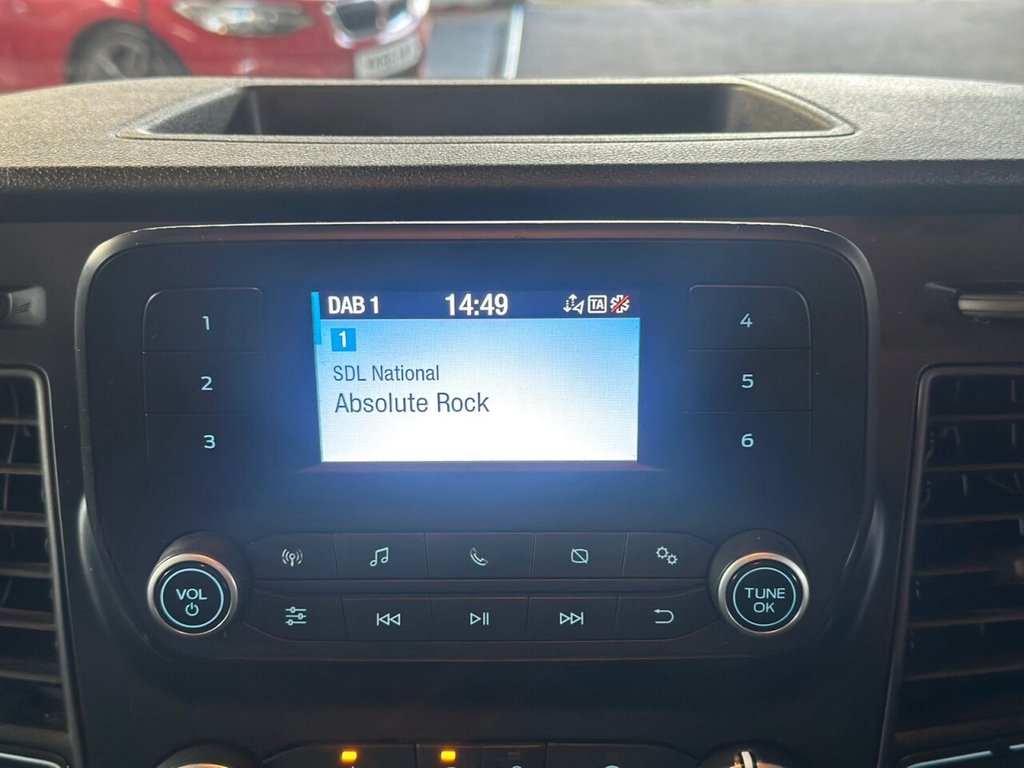 DAB 1 14:49 TA
1
SDL National
Absolute Rock
1
2
3
4
5
6
VOL
TUNE
OK